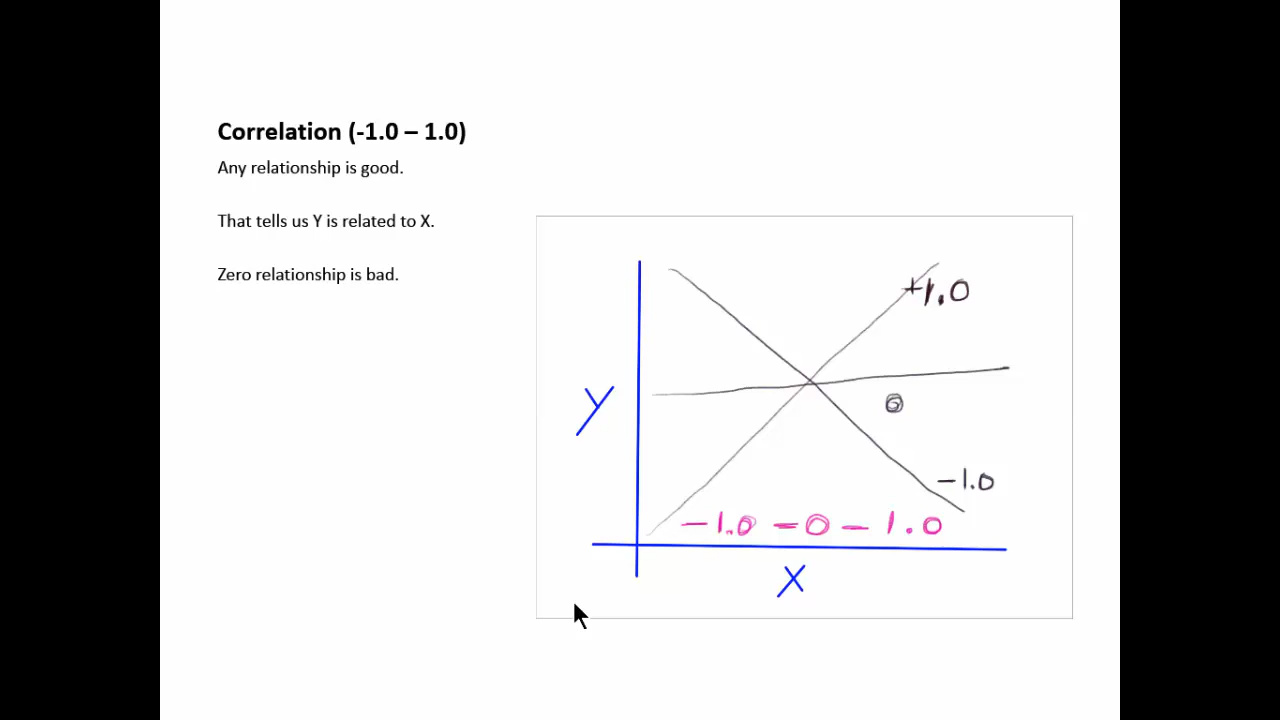 Correlation (-1.0 – 1.0)
Any relationship is good.
That tells us Y is related to X.
Zero relationship is bad.
+1.0
Y
0
-1.0
-1.0 - 0 - 1.0
X